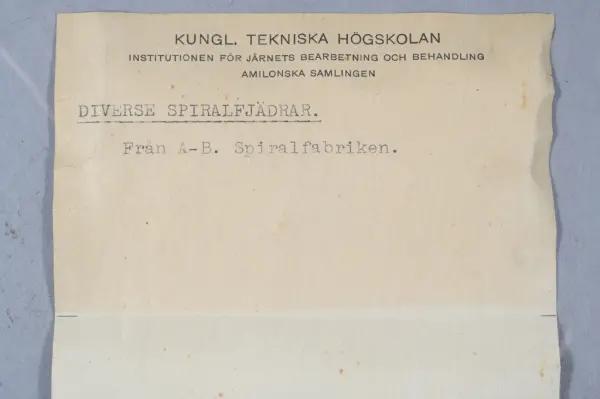 KUNGL. TEKNISKA HÖGSKOLAN
INSTITUTIONEN FÖR JÄRNETS BEARBETNING OCH BEHANDLING
AMILONSKA SAMLINGEN
DIVERSE SPIRALFJÄDRAR.
Från A-B. Spiralfabriken.